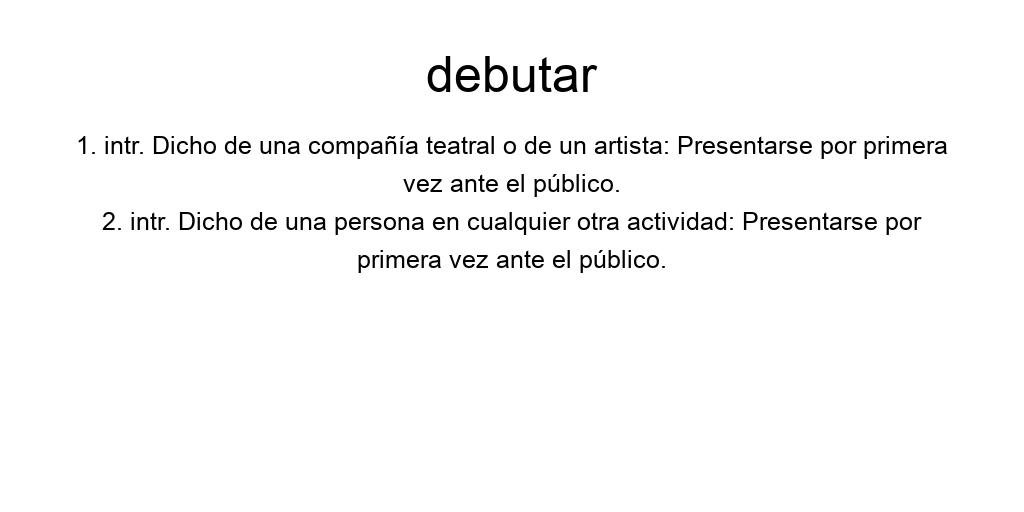 debutar
1. intr. Dicho de una compañía teatral o de un artista: Presentarse por primera
vez ante el público.
2. intr. Dicho de una persona en cualquier otra actividad: Presentarse por
primera vez ante el público.